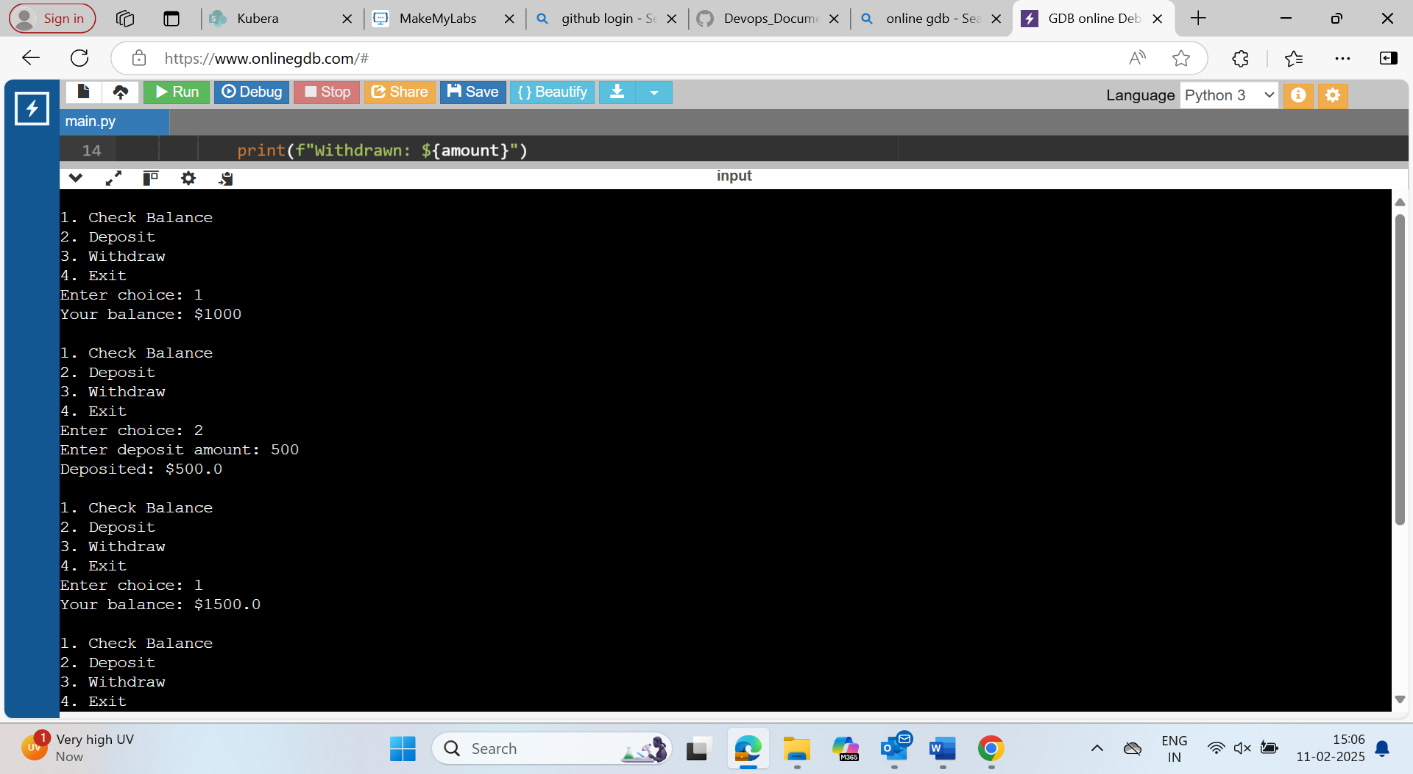 Sign in
Kubera
MakeMyLabs
github login - Se
Devops_Docume
online gdb - Sea
GDB online Deb
https://www.onlinegdb.com/#
Run
Debug
Stop
Share
Save
{ } Beautify
Language
Python 3
main.py
14 print(f"Withdrawn: ${amount}")
input
1. Check Balance
2. Deposit
3. Withdraw
4. Exit
Enter choice: 1
Your balance: $1000
1. Check Balance
2. Deposit
3. Withdraw
4. Exit
Enter choice: 2
Enter deposit amount: 500
Deposited: $500.0
1. Check Balance
2. Deposit
3. Withdraw
4. Exit
Enter choice: 1
Your balance: $1500.0
1. Check Balance
2. Deposit
3. Withdraw
4. Exit
UV
1
Very high UV
Now
Search
M365
ENG
IN
15:06
11-02-2025